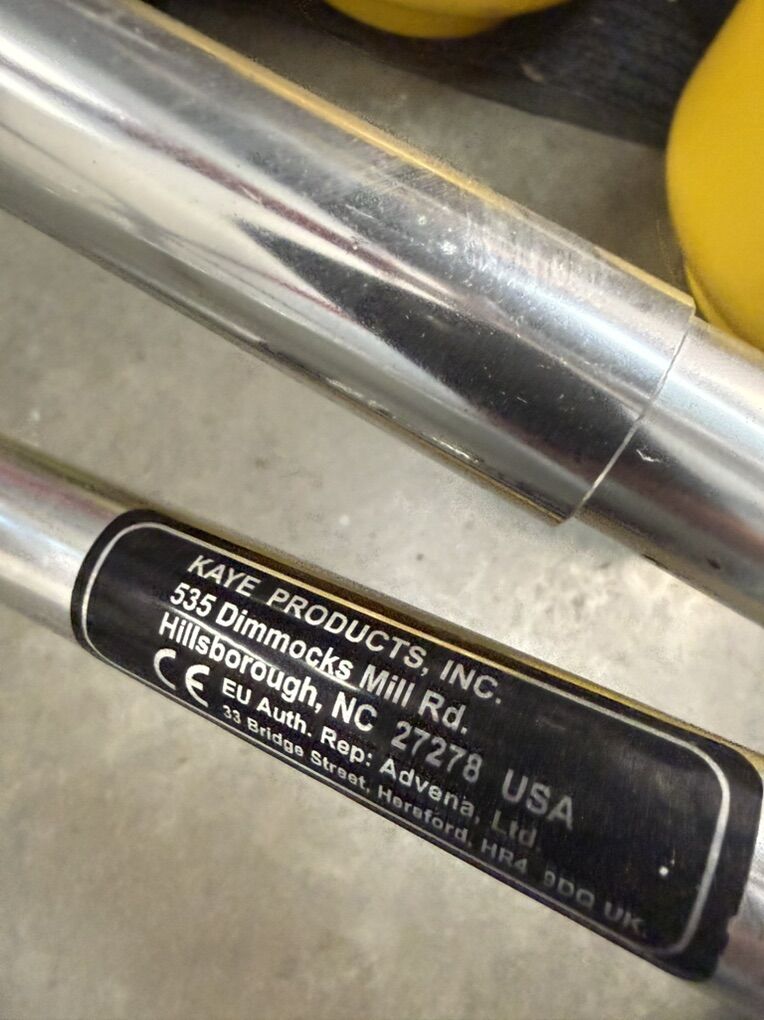 KAYE PRODUCTS, INC.
535 Dimmocks Mill Rd.
Hillsborough, NC 27278 USA
CE EU Auth. Rep: Advena, Ltd.
33 Bridge Street, Hereford, HR4 9DQ UK.